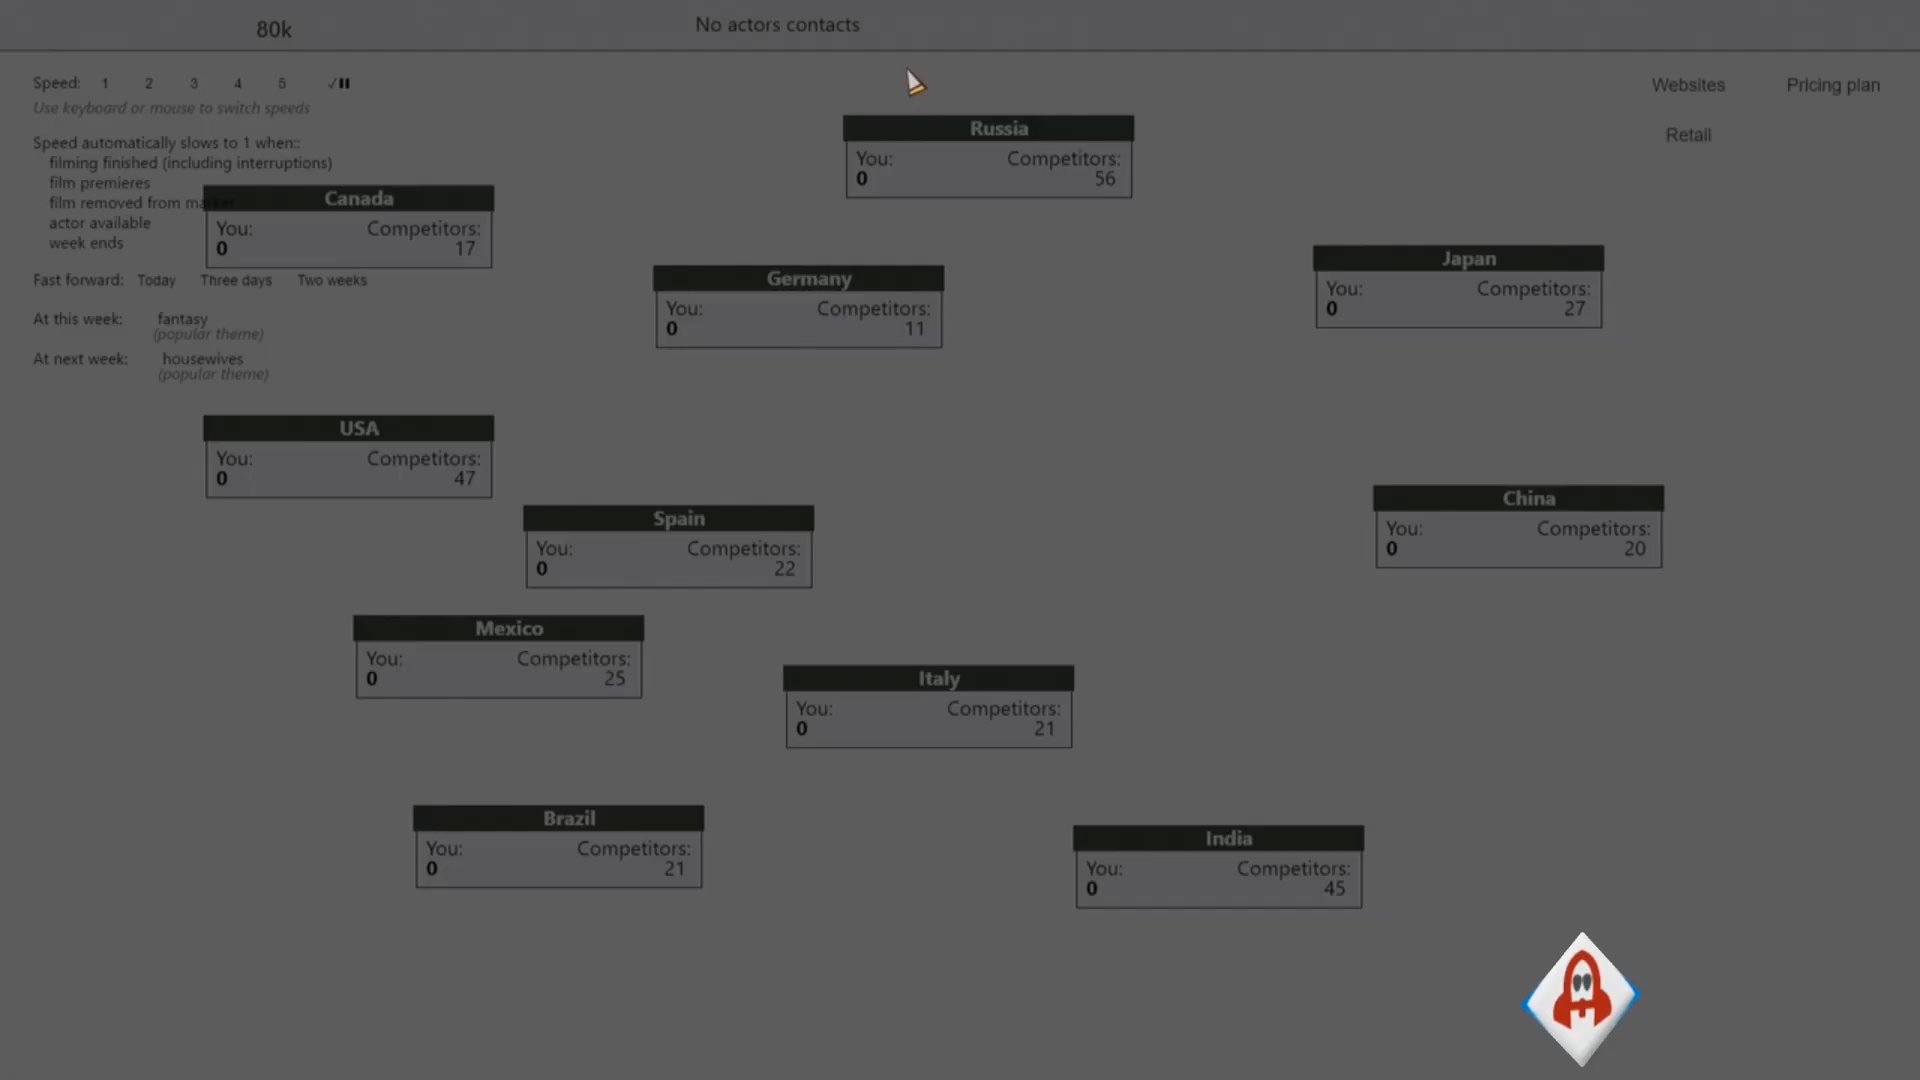 80k
No actors contacts
Speed: 1 2 3 4 5 ✓
Use keyboard or mouse to switch speeds
Speed automatically slows to 1 when::
filming finished (including interruptions)
film premieres
film removed from
actor available
week ends
Fast forward: Today Three days Two weeks
At this week: fantasy
(popular theme)
At next week: housewives
(popular theme)
Websites Pricing plan
Retail
Russia
You: Competitors:
0 56
Canada
You: Competitors:
0 17
Germany
You: Competitors:
0 11
Japan
You: Competitors:
0 27
USA
You: Competitors:
0 47
Spain
You: Competitors:
0 22
China
You: Competitors:
0 20
Mexico
You: Competitors:
0 25
Italy
You: Competitors:
0 21
Brazil
You: Competitors:
0 21
India
You: Competitors:
0 45